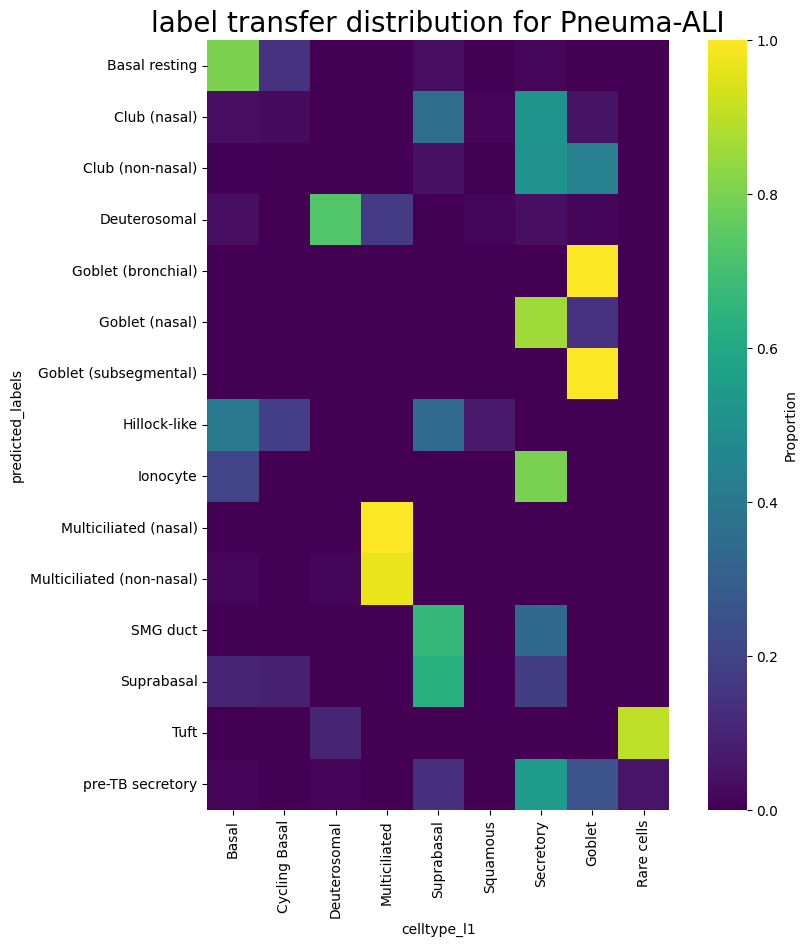 label transfer distribution for Pneuma-ALI
predicted_labels
Basal resting
Club (nasal)
Club (non-nasal)
Deuterosomal
Goblet (bronchial)
Goblet (nasal)
Goblet (subsegmental)
Hillock-like
Ionocyte
Multiciliated (nasal)
Multiciliated (non-nasal)
SMG duct
Suprabasal
Tuft
pre-TB secretory
Basal
Cycling Basal
Deuterosomal
Multiciliated
Suprabasal
Squamous
Secretory
Goblet
Rare cells
celltype_l1
1.0
0.8
0.6
0.4
0.2
0.0
Proportion